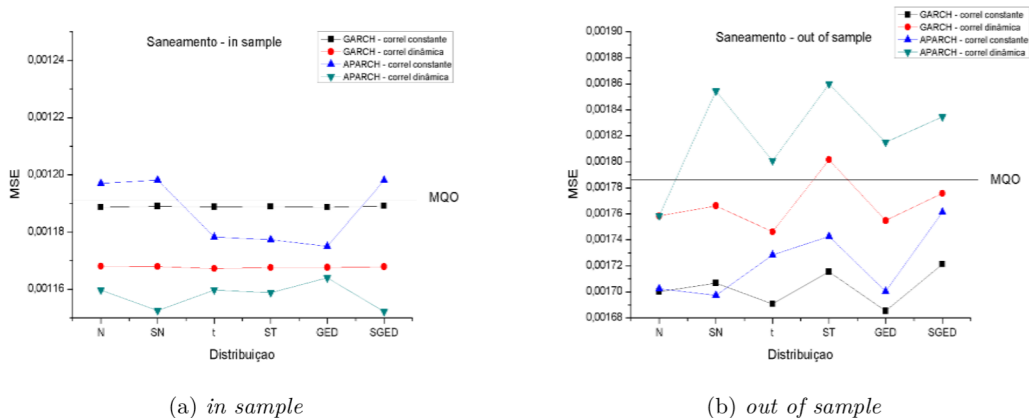 Saneamento - in sample
GARCH - correl constante
GARCH - correl dinâmica
APARCH - correl constante
APARCH - correl dinâmica
0,00124
0,00122
0,00120
0,00118
0,00116
MSE
MQO
N SN t ST GED SGED
Distribuiçao
(a) in sample
Saneamento - out of sample
GARCH - correl constante
GARCH - correl dinâmica
APARCH - correl constante
APARCH - correl dinâmica
0,00190
0,00188
0,00186
0,00184
0,00182
0,00180
0,00178
0,00176
0,00174
0,00172
0,00170
0,00168
MSE
MQO
N SN t ST GED SGED
Distribuiçao
(b) out of sample